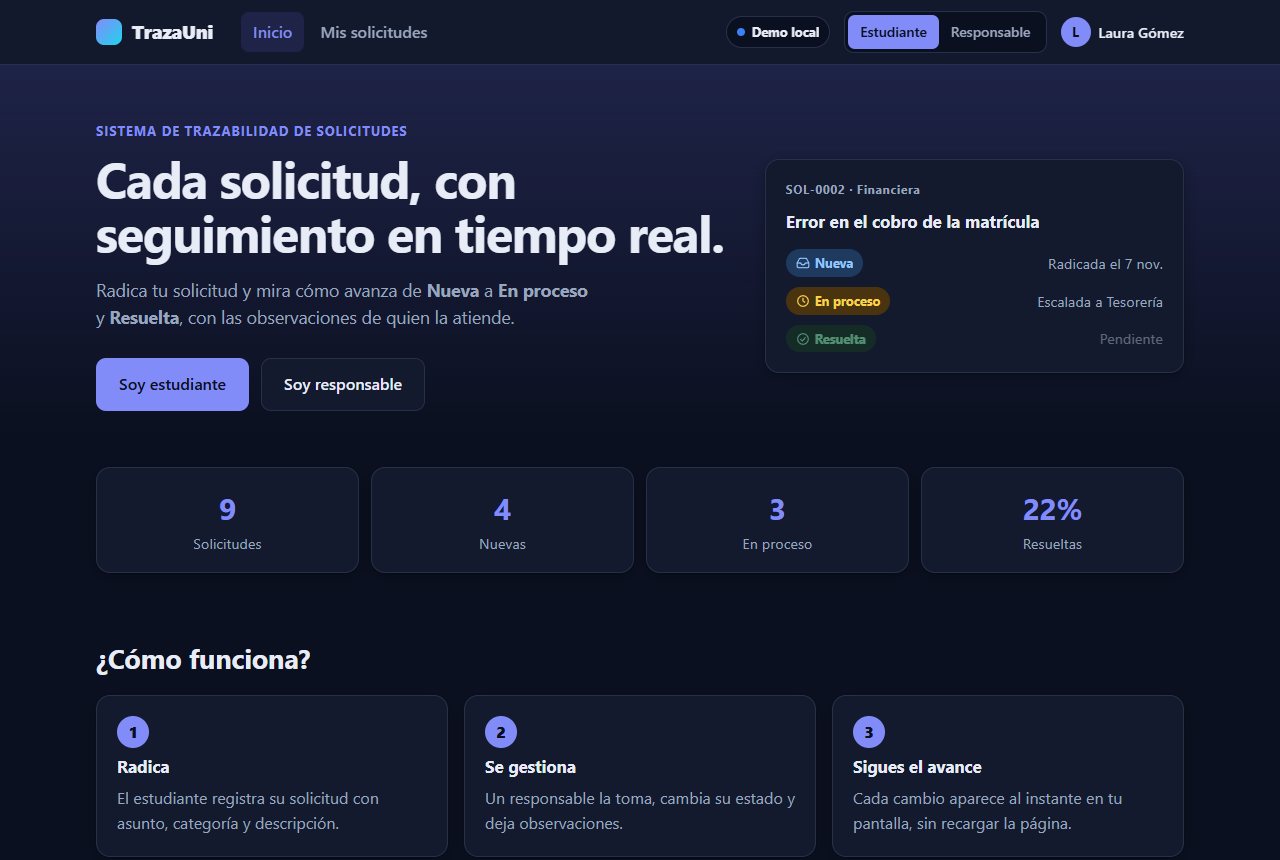 TrazaUni
Inicio
Mis solicitudes
Demo local
Estudiante
Responsable
L
Laura Gómez
SISTEMA DE TRAZABILIDAD DE SOLICITUDES
Cada solicitud, con
seguimiento en tiempo real.
Radica tu solicitud y mira cómo avanza de Nueva a En proceso
y Resuelta, con las observaciones de quien la atiende.
Soy estudiante
Soy responsable
SOL-0002 · Financiera
Error en el cobro de la matrícula
Nueva
Radicada el 7 nov.
En proceso
Escalada a Tesorería
Resuelta
Pendiente
9
Solicitudes
4
Nuevas
3
En proceso
22%
Resueltas
¿Cómo funciona?
1
Radica
El estudiante registra su solicitud con
asunto, categoría y descripción.
2
Se gestiona
Un responsable la toma, cambia su estado y
deja observaciones.
3
Sigues el avance
Cada cambio aparece al instante en tu
pantalla, sin recargar la página.